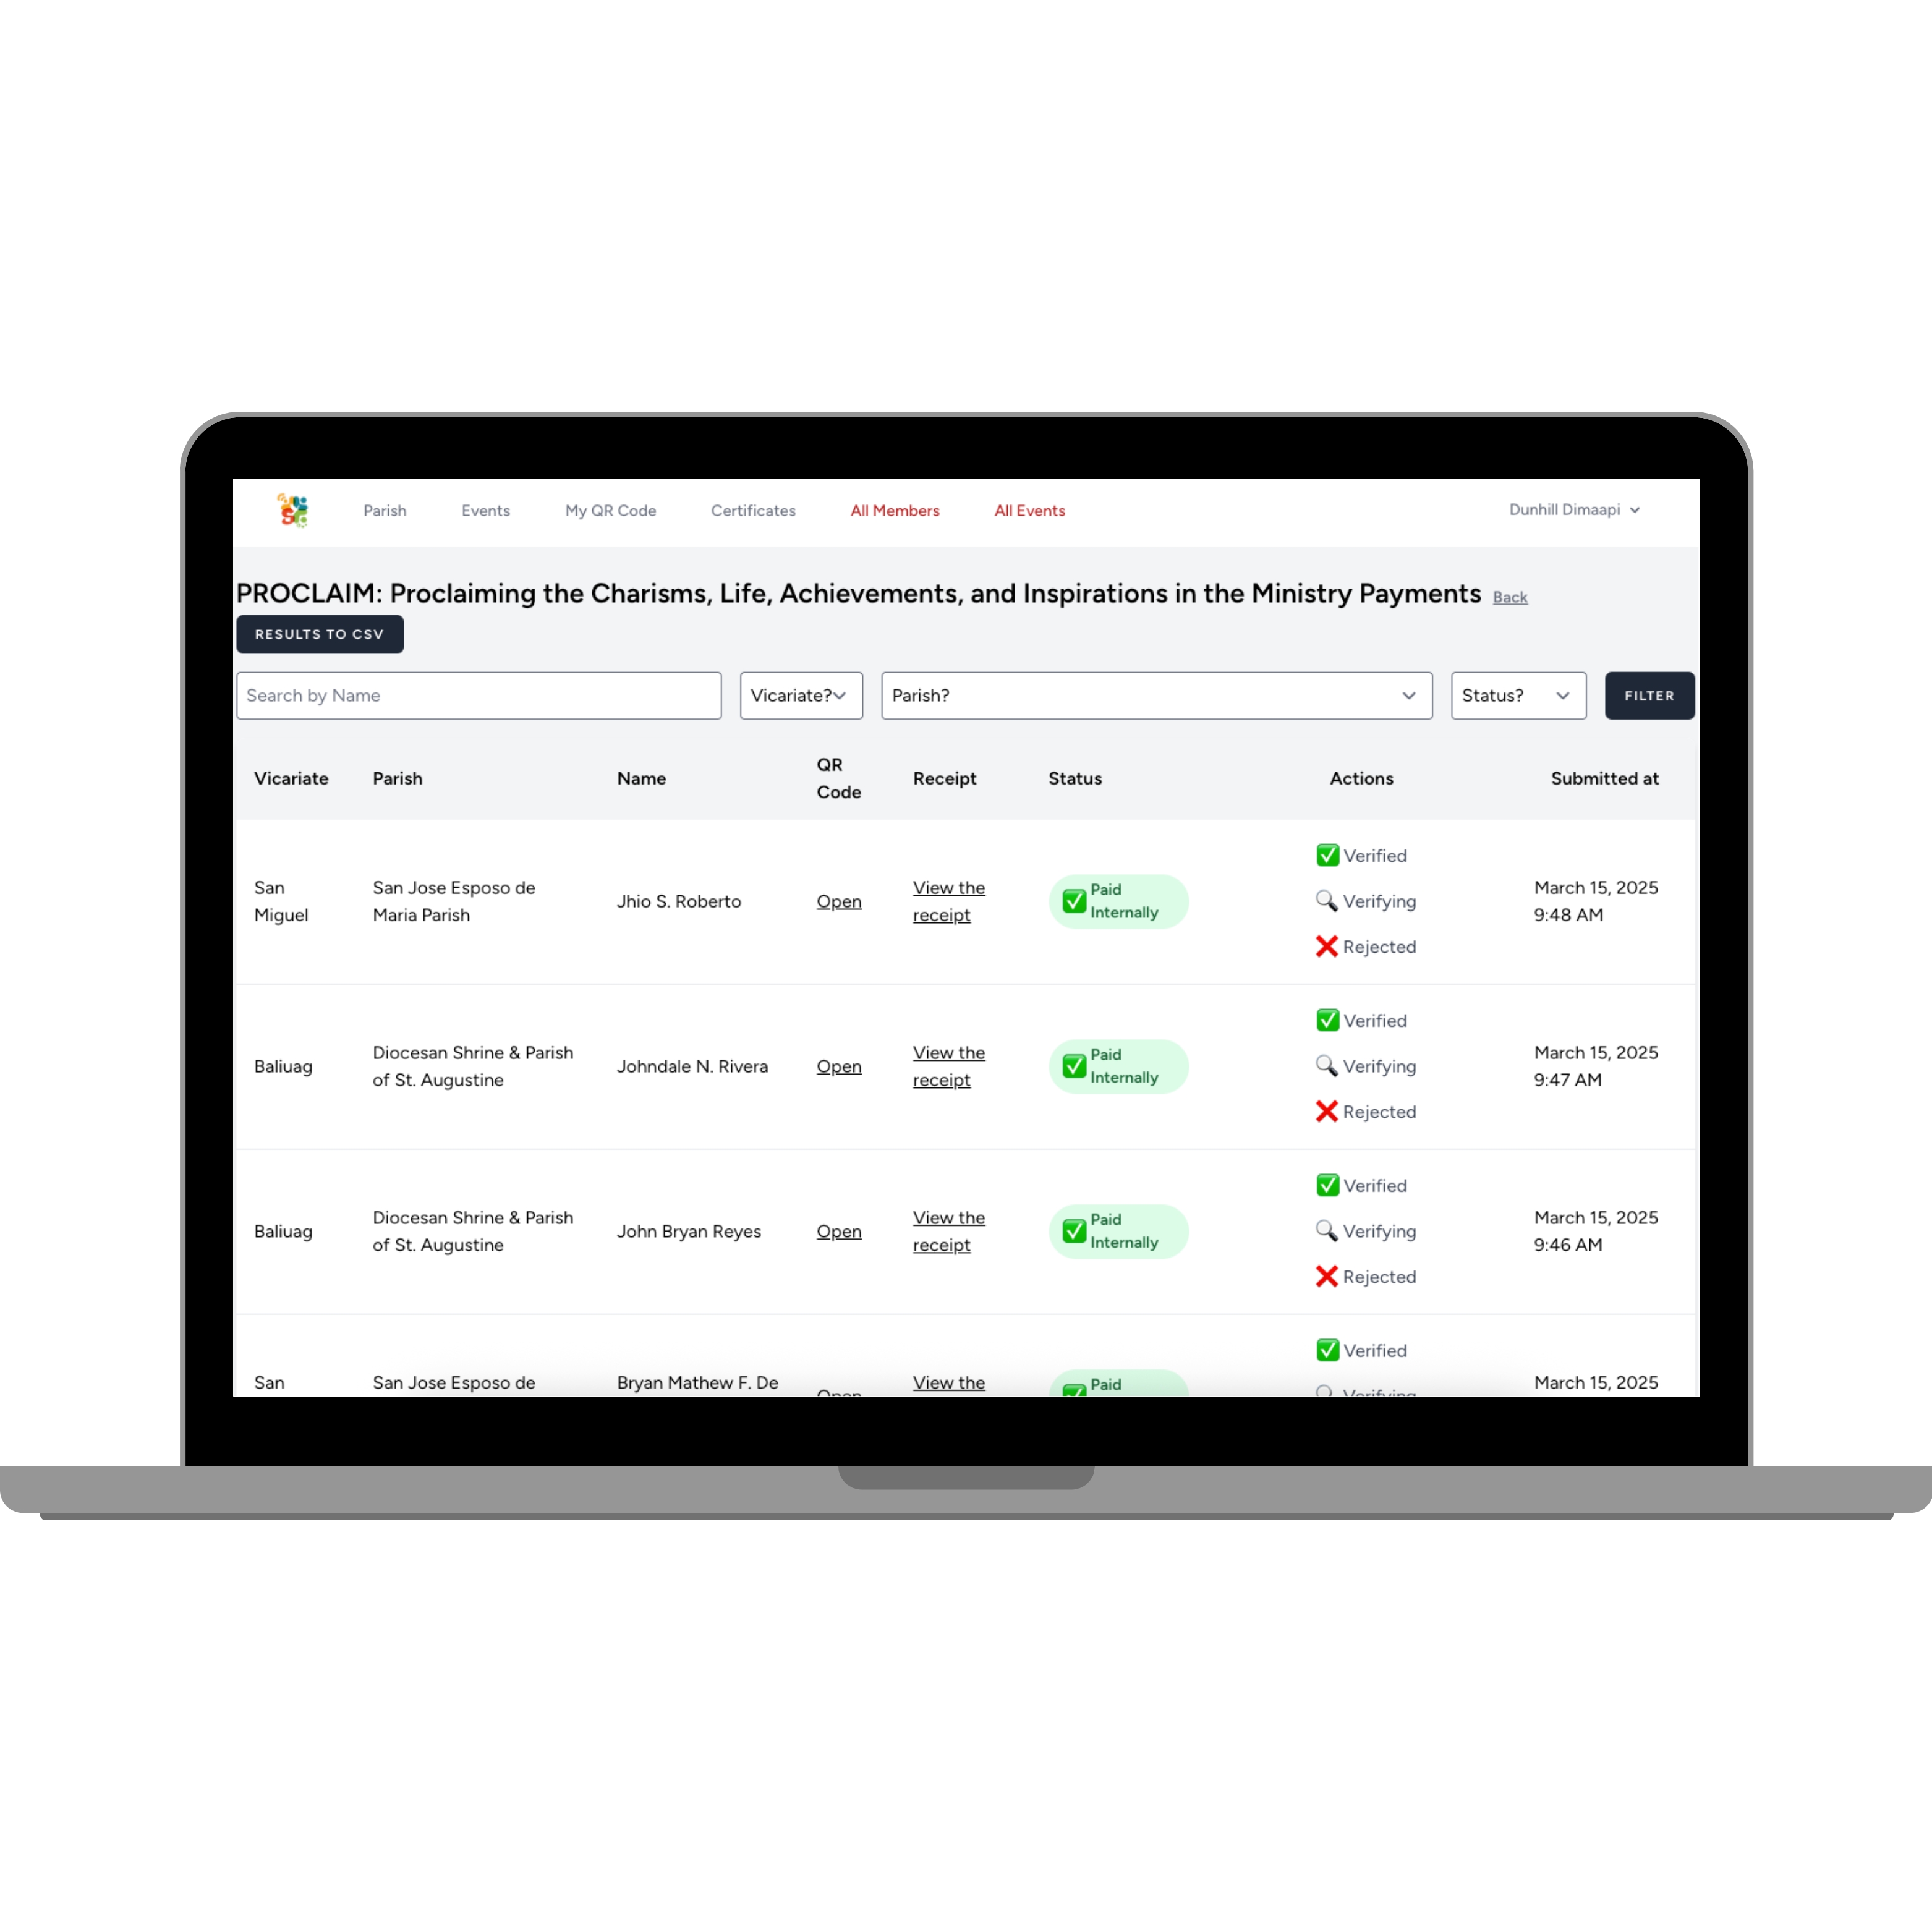 Parish Events My QR Code Certificates All Members All Events Dunhill Dimaapi
PROCLAIM: Proclaiming the Charisms, Life, Achievements, and Inspirations in the Ministry Payments Back
RESULTS TO CSV
Search by Name Vicariate? Parish? Status? FILTER
Vicariate Parish Name QR Code Receipt Status Actions Submitted at
San Miguel
San Jose Esposo de
Maria Parish
Jhio S. Roberto
Open
View the
receipt
Paid
Internally
Verified
Verifying
Rejected
March 15, 2025
9:48 AM
Baliuag
Diocesan Shrine & Parish
of St. Augustine
Johndale N. Rivera
Open
View the
receipt
Paid
Internally
Verified
Verifying
Rejected
March 15, 2025
9:47 AM
Baliuag
Diocesan Shrine & Parish
of St. Augustine
John Bryan Reyes
Open
View the
receipt
Paid
Internally
Verified
Verifying
Rejected
March 15, 2025
9:46 AM
San
San Jose Esposo de
Bryan Mathew F. De
Open
View the
Paid
Verified
Verifying
March 15, 2025